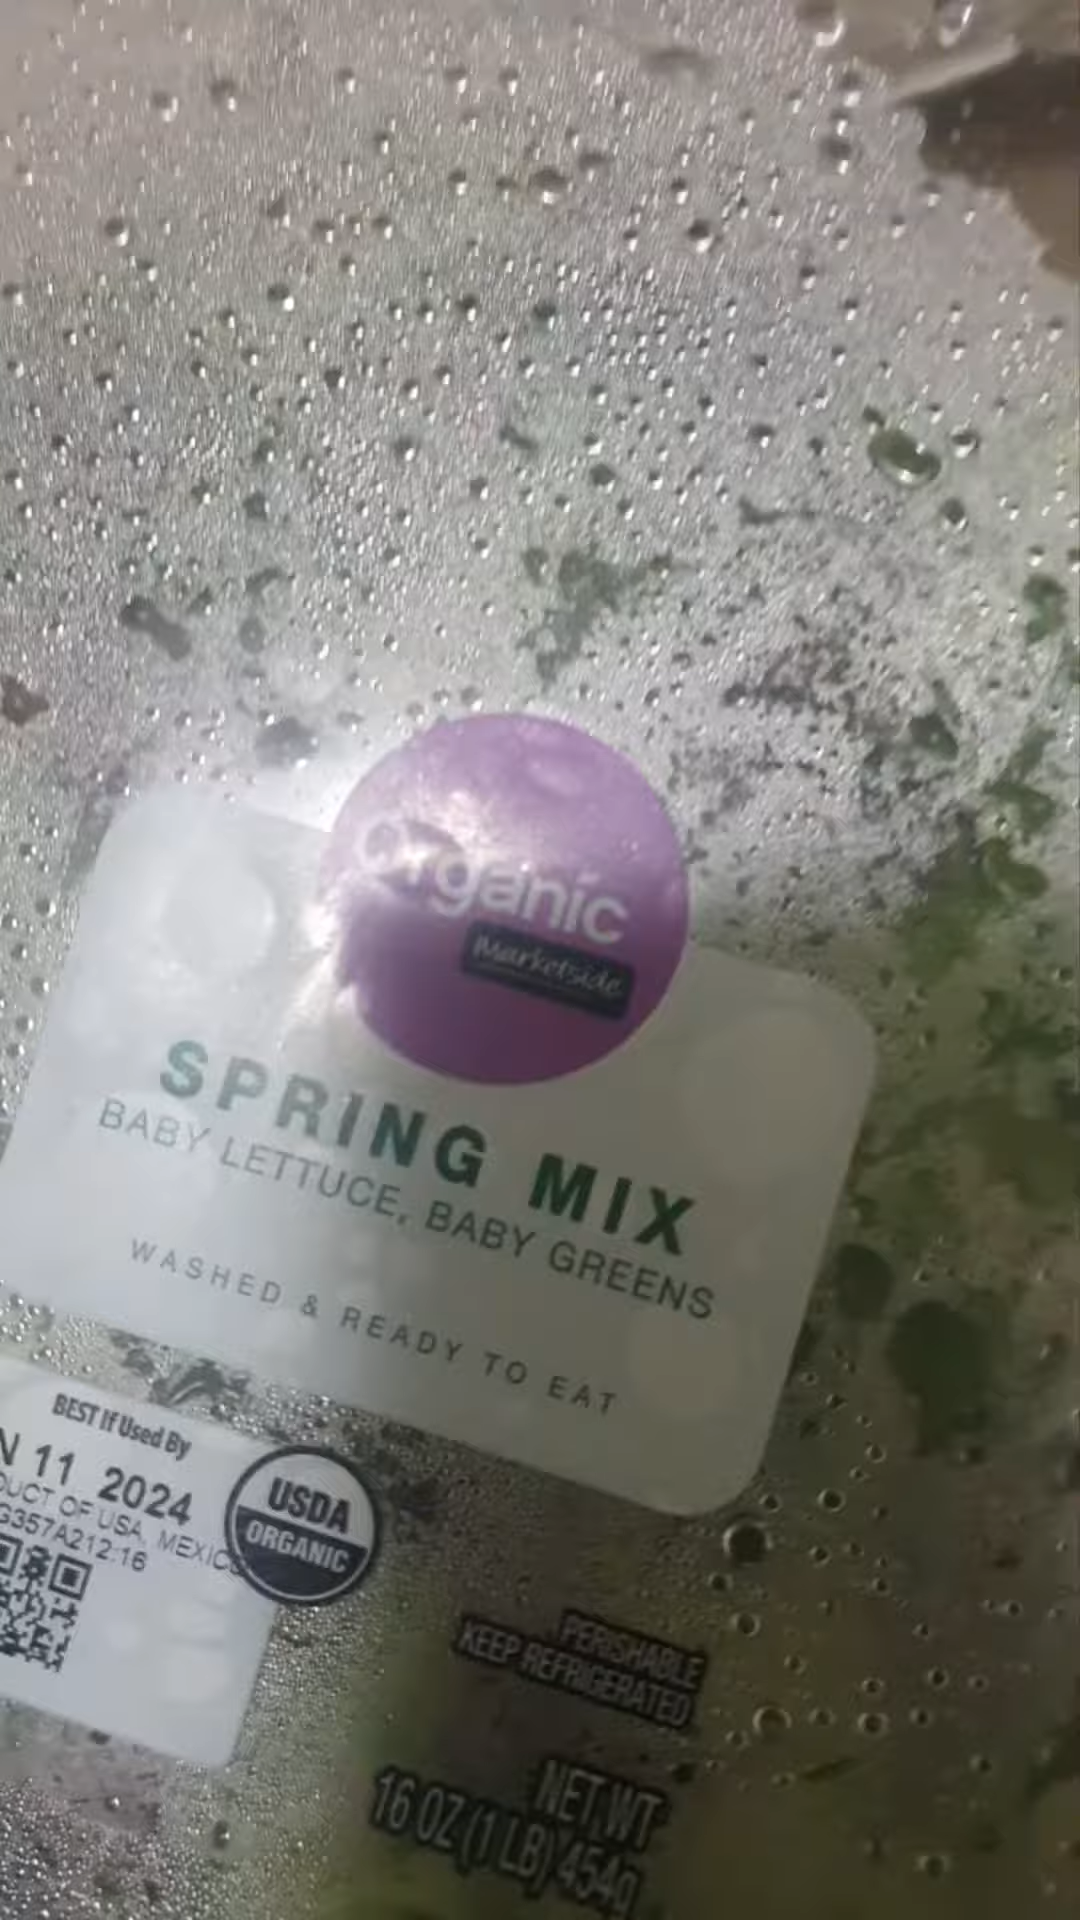 Organic
Marketside
SPRING MIX
BABY LETTUCE, BABY GREENS
WASHED & READY TO EAT
BEST If Used By
N 11 2024
DUCT OF USA, MEXICO
G357A212:16
USDA
ORGANIC
PERISHABLE
KEEP REFRIGERATED
NET WT
16 OZ (1 LB) 454g